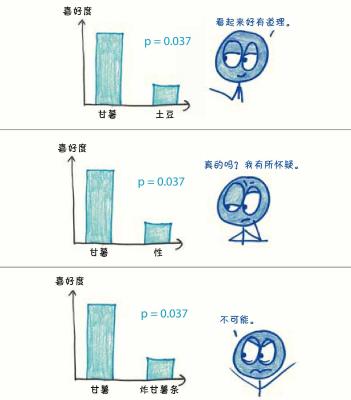 喜好度
p = 0.037
看起来好有道理。
甘薯
土豆
喜好度
p = 0.037
真的吗？我有所怀疑。
甘薯
性
喜好度
p = 0.037
不可能。
甘薯
炸甘薯条